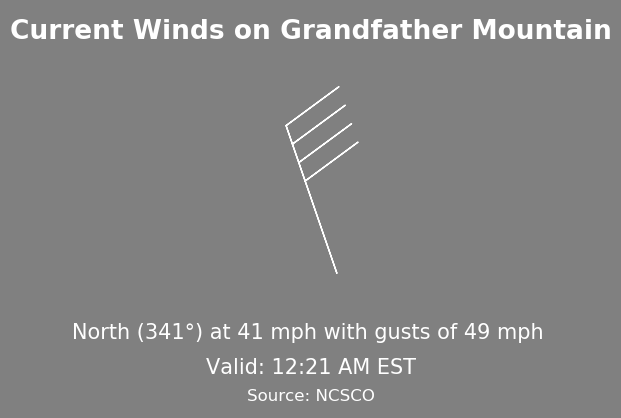 Current Winds on Grandfather Mountain
North (341°) at 41 mph with gusts of 49 mph
Valid: 12:21 AM EST
Source: NCSCO